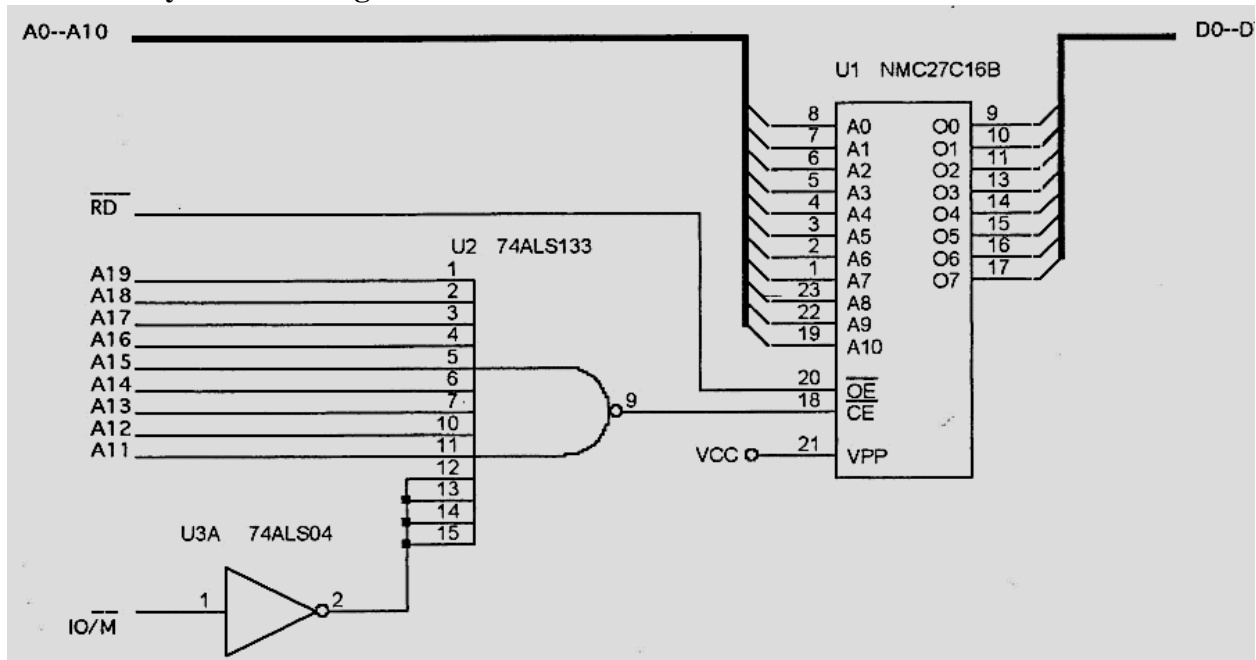 A0--A10
D0--D
U1 NMC27C16B
8 A0 O0 9
7 A1 O1 10
6 A2 O2 11
5 A3 O3 13
4 A4 O4 14
3 A5 O5 15
2 A6 O6 16
1 A7 O7 17
23 A8
22 A9
19 A10
RD
20 OE
18 CE
VCC 21 VPP
U2 74ALS133
A19 1
A18 2
A17 3
A16 4
A15 5
A14 6
A13 7
A12 10
A11 11
12
13
14
15
9
U3A 74ALS04
1 2
IO/M